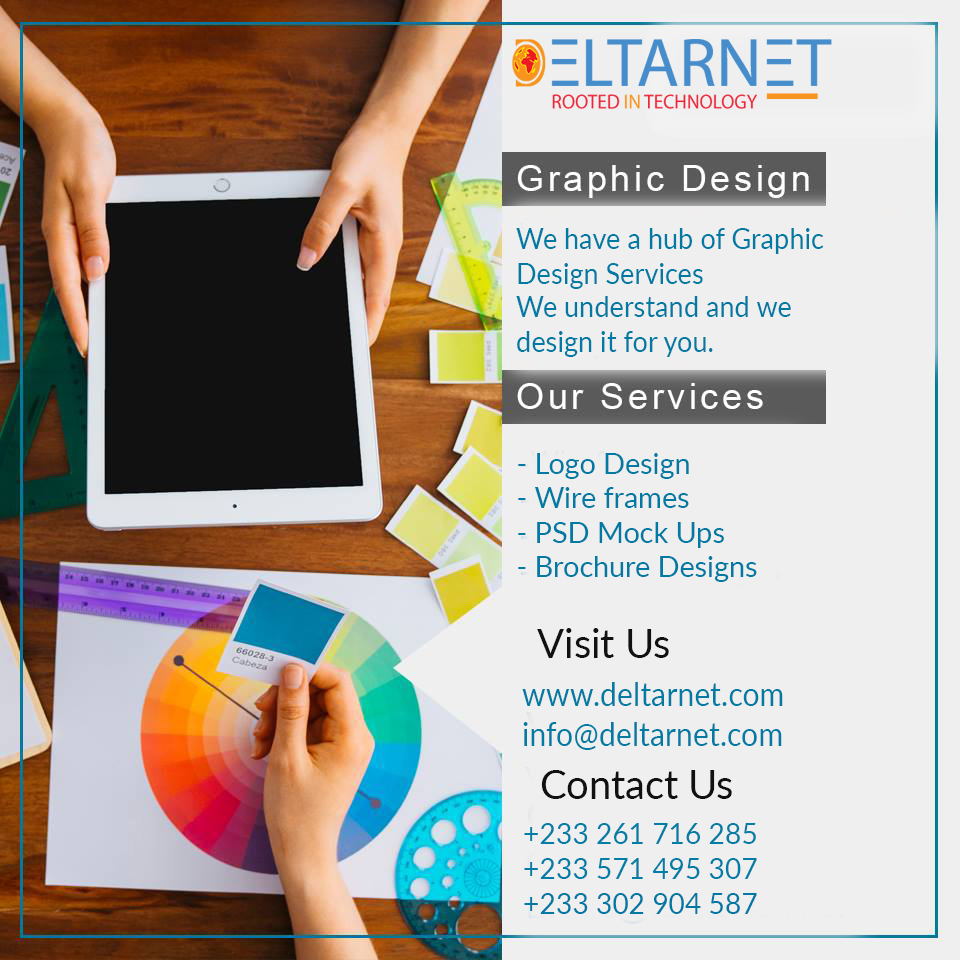 DELTARNET
ROOTED IN TECHNOLOGY
Graphic Design
We have a hub of Graphic
Design Services
We understand and we
design it for you.
Our Services
- Logo Design
- Wire frames
- PSD Mock Ups
- Brochure Designs
Visit Us
www.deltarnet.com
info@deltarnet.com
Contact Us
+233 261 716 285
+233 571 495 307
+233 302 904 587
66028-3
Cabeza